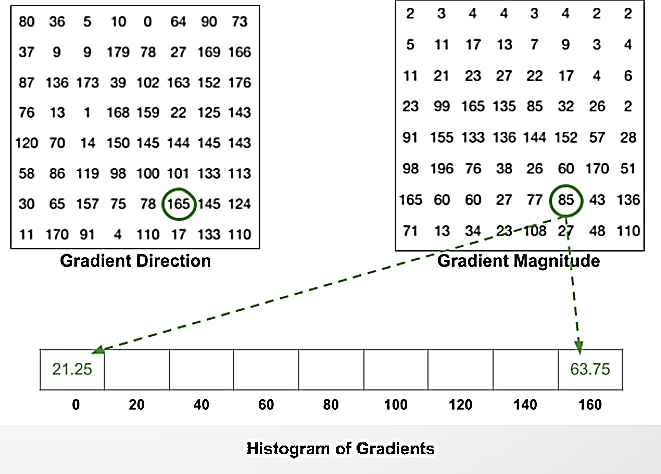 80 36 5 10 0 64 90 73
37 9 9 179 78 27 169 166
87 136 173 39 102 163 152 176
76 13 1 168 159 22 125 143
120 70 14 150 145 144 145 143
58 86 119 98 100 101 133 113
30 65 157 75 78 165 145 124
11 170 91 4 110 17 133 110
Gradient Direction
2 3 4 4 3 4 2 2
5 11 17 13 7 9 3 4
11 21 23 27 22 17 4 6
23 99 165 135 85 32 26 2
91 155 133 136 144 152 57 28
98 196 76 38 26 60 170 51
165 60 60 27 77 85 43 136
71 13 34 23 108 27 48 110
Gradient Magnitude
21.25 63.75
0 20 40 60 80 100 120 140 160
Histogram of Gradients